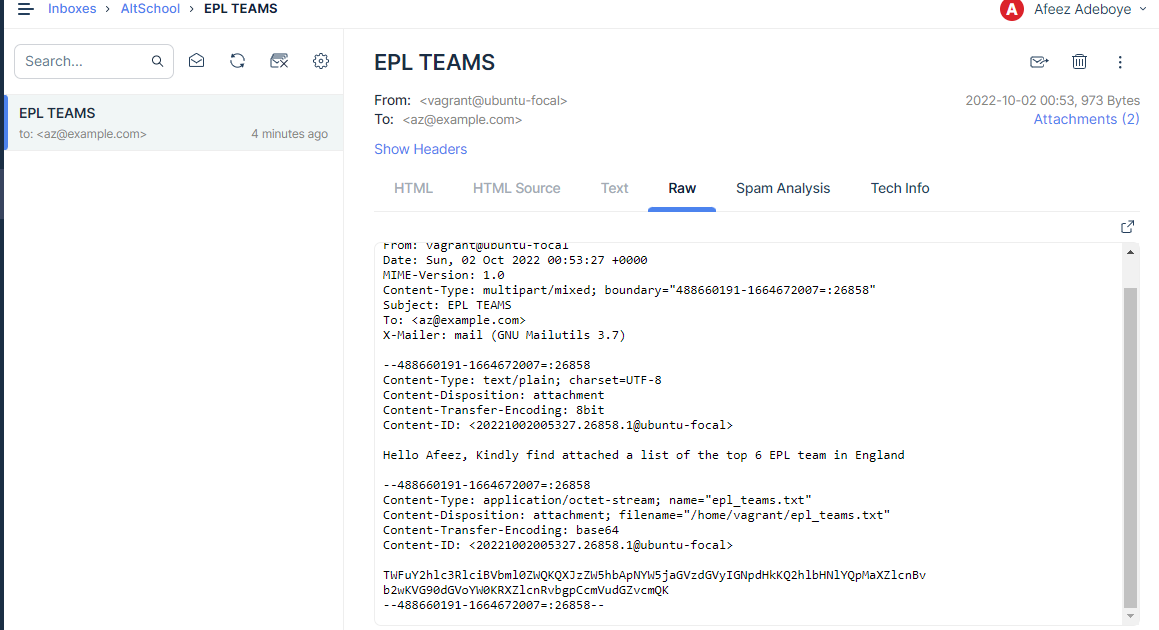 Inboxes > AltSchool > EPL TEAMS
A Afeez Adeboye
Search...
EPL TEAMS
to: <az@example.com> 4 minutes ago
EPL TEAMS
From: <vagrant@ubuntu-focal>
To: <az@example.com>
2022-10-02 00:53, 973 Bytes
Attachments (2)
Show Headers
HTML HTML Source Text Raw Spam Analysis Tech Info
From: vagrant@ubuntu-focal
Date: Sun, 02 Oct 2022 00:53:27 +0000
MIME-Version: 1.0
Content-Type: multipart/mixed; boundary="488660191-1664672007=:26858"
Subject: EPL TEAMS
To: <az@example.com>
X-Mailer: mail (GNU Mailutils 3.7)
--488660191-1664672007=:26858
Content-Type: text/plain; charset=UTF-8
Content-Disposition: attachment
Content-Transfer-Encoding: 8bit
Content-ID: <20221002005327.26858.1@ubuntu-focal>
Hello Afeez, Kindly find attached a list of the top 6 EPL team in England
--488660191-1664672007=:26858
Content-Type: application/octet-stream; name="epl_teams.txt"
Content-Disposition: attachment; filename="/home/vagrant/epl_teams.txt"
Content-Transfer-Encoding: base64
Content-ID: <20221002005327.26858.1@ubuntu-focal>
TWFuY2hlc3RlciBVbml0ZWQKQXJzZW5hbApNYW5jaGVzdGVyIGNpdHkKQ2hlbHNlYQpMaXZlcnBv
b2wKVG90dGVoYW0KRXZlcnRvbgpCcmVudGZvcmQK
--488660191-1664672007=:26858--